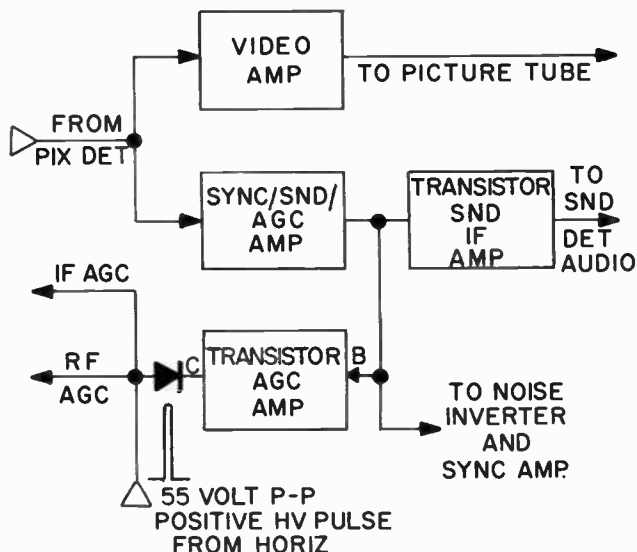 VIDEO
AMP
TO PICTURE TUBE
FROM
PIX DET
SYNC/SND/
AGC
AMP
TRANSISTOR
SND
IF
AMP
TO
SND
DET
AUDIO
IF AGC
RF
AGC
C
TRANSISTOR
AGC
AMP
B
TO NOISE
INVERTER
AND
SYNC AMP.
55 VOLT P-P
POSITIVE HV PULSE
FROM HORIZ